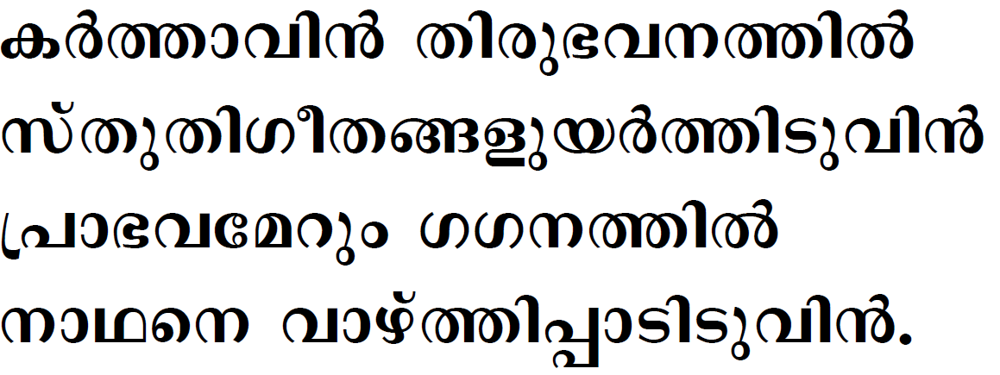 കർത്താവിൻ തിരുഭവനത്തിൽ
സ്തുതിഗീതങ്ങളുയർത്തിടുവിൻ
പ്രാഭവമേറും ഗഗനത്തിൽ
നാഥനെ വാഴ്ത്തിപ്പാടിടുവിൻ.